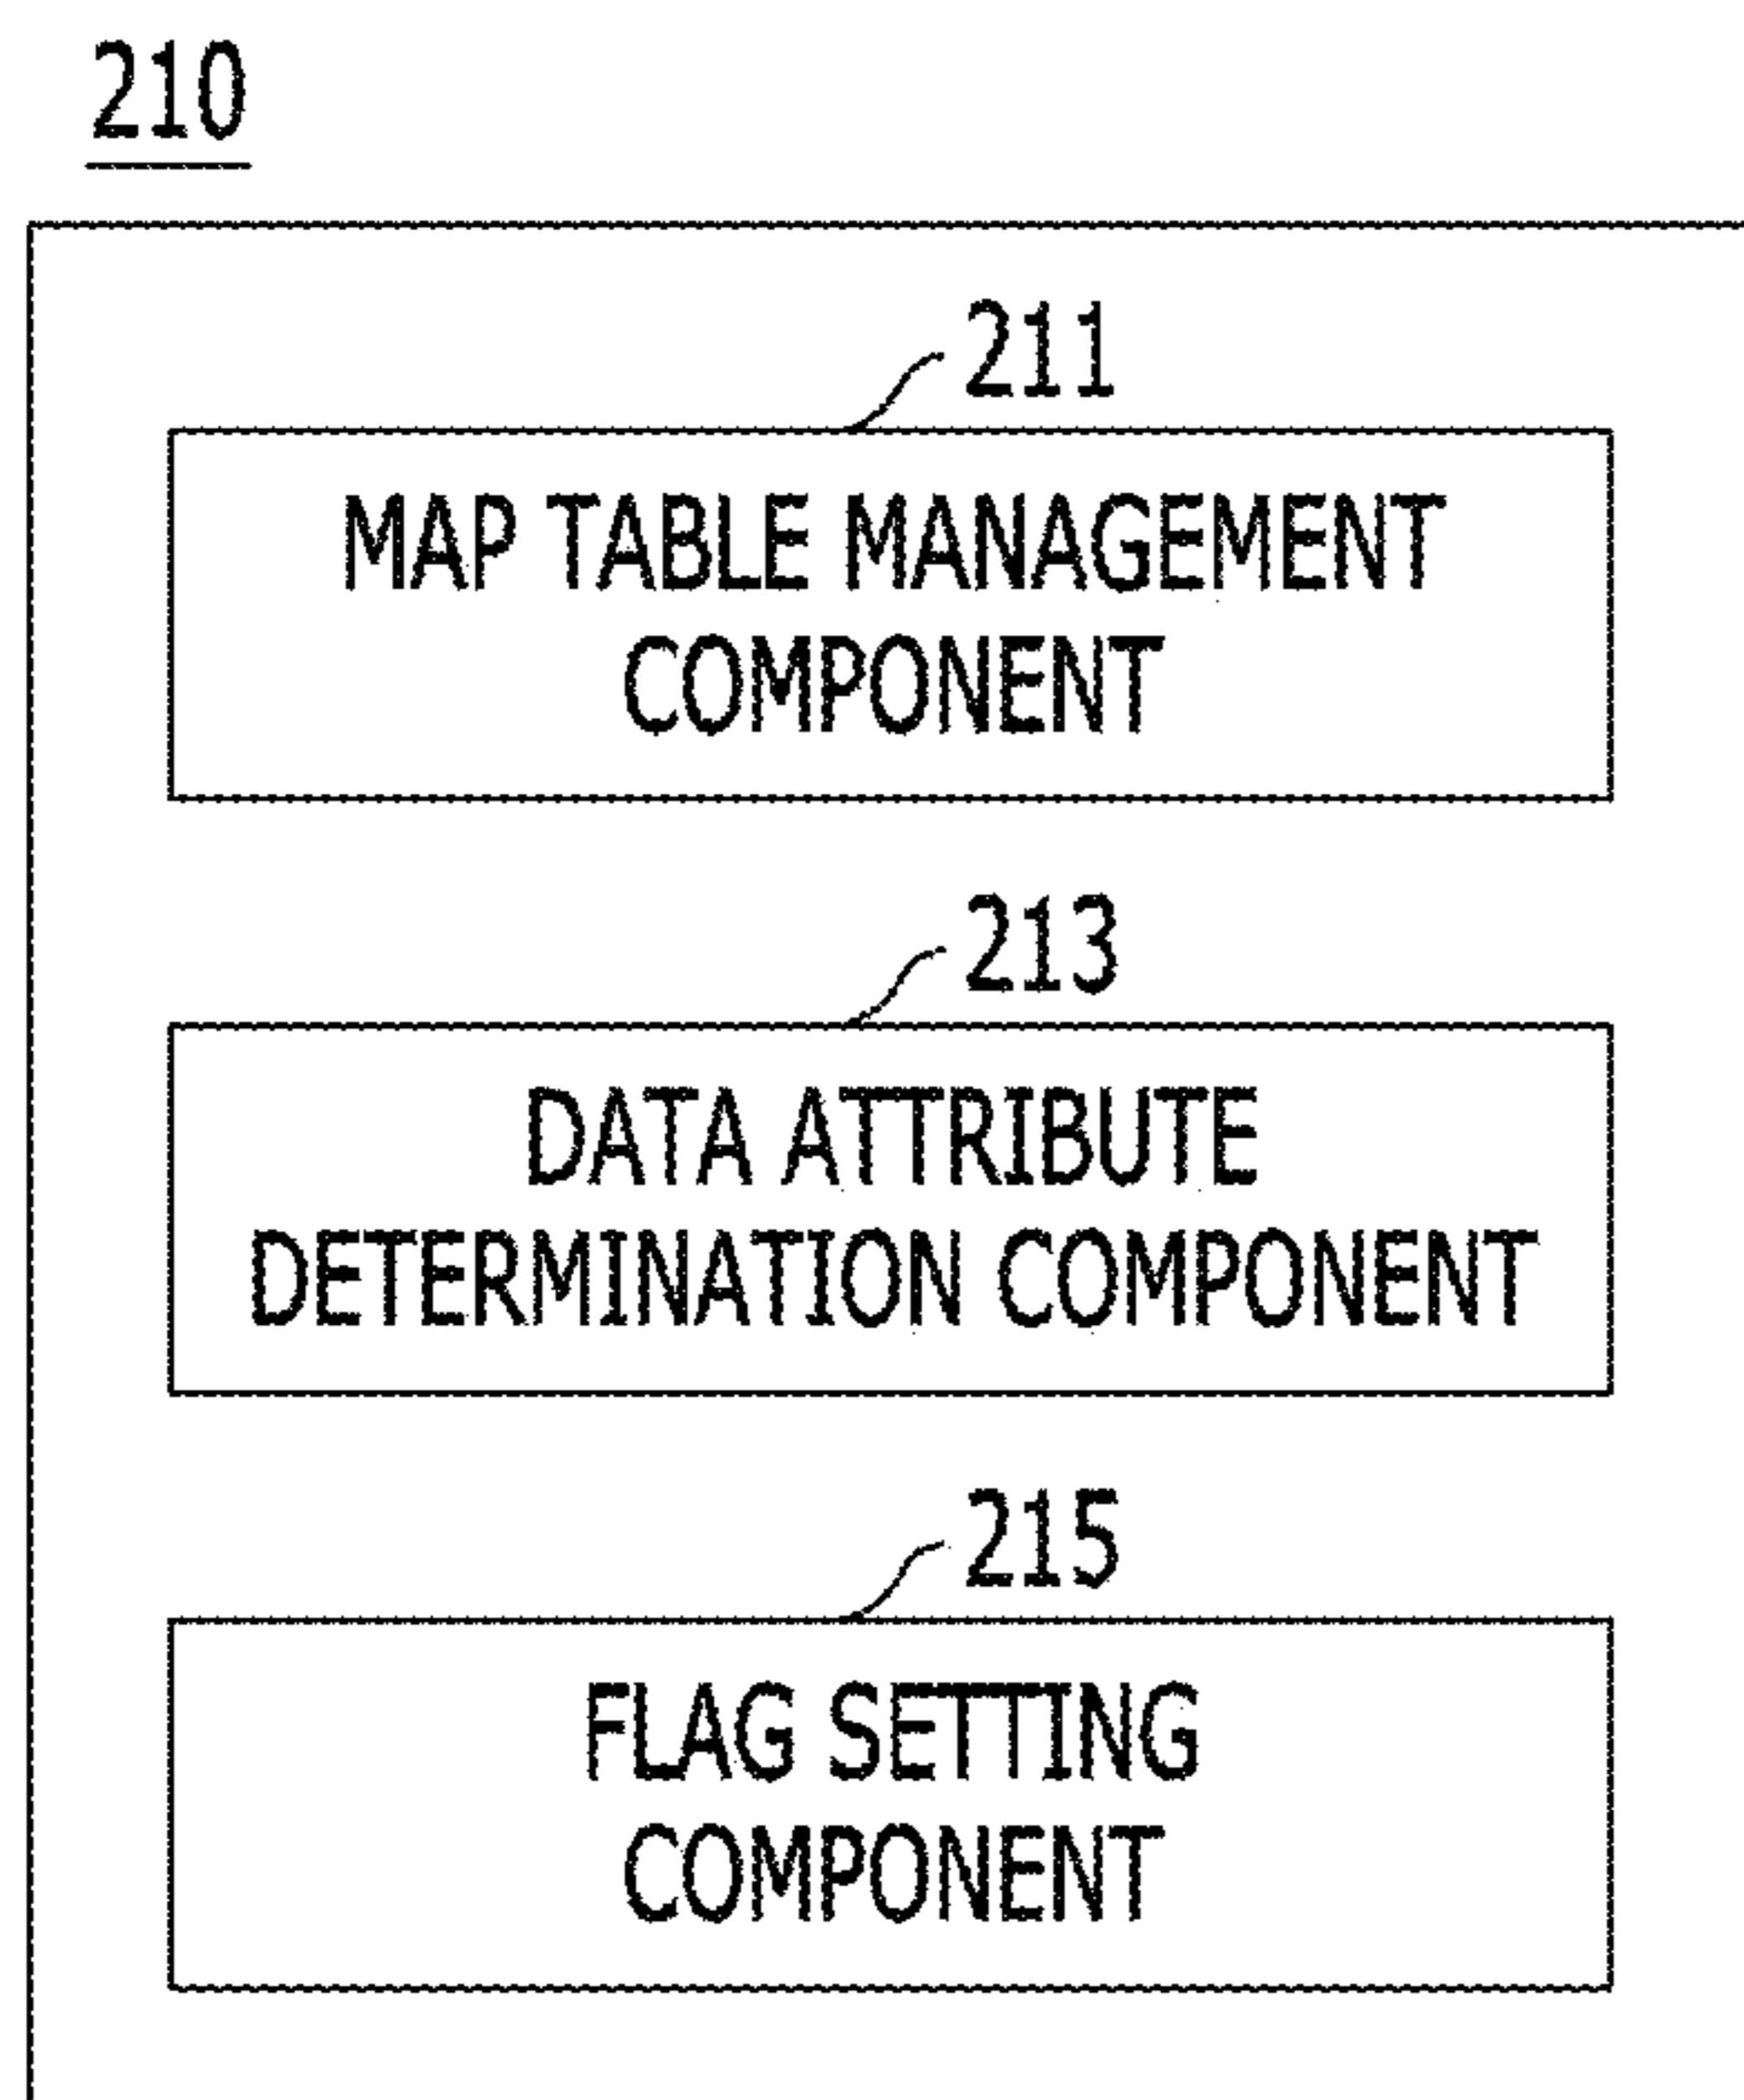 210
211
MAP TABLE MANAGEMENT
COMPONENT
213
DATA ATTRIBUTE
DETERMINATION COMPONENT
215
FLAG SETTING
COMPONENT